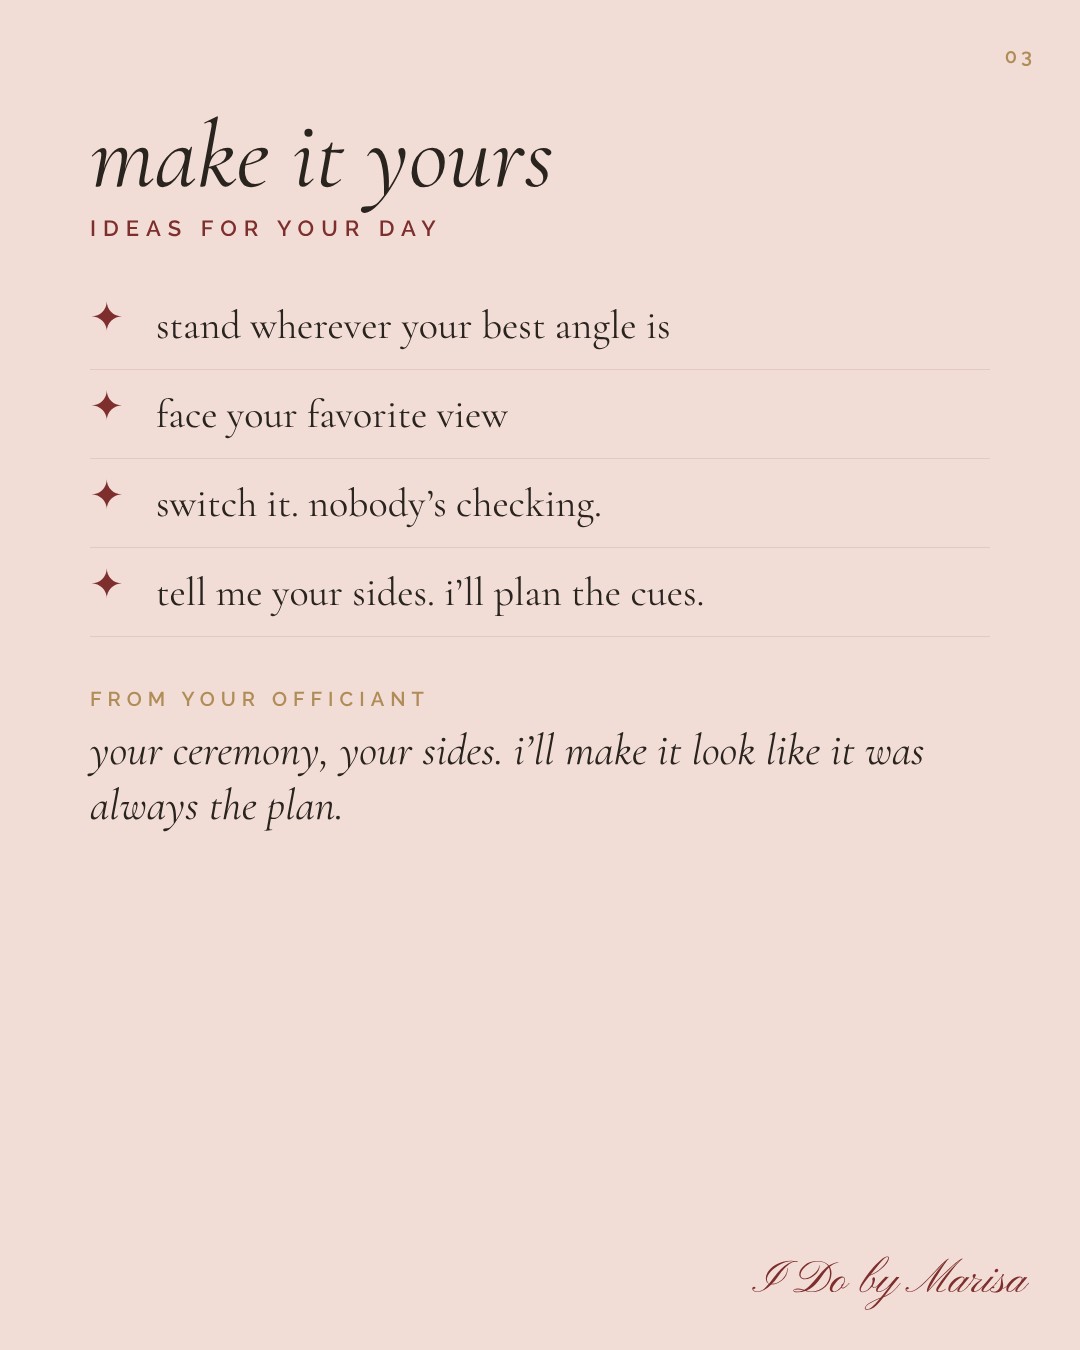 03
make it yours
IDEAS FOR YOUR DAY
✦ stand wherever your best angle is
✦ face your favorite view
✦ switch it. nobody’s checking.
✦ tell me your sides. i’ll plan the cues.
FROM YOUR OFFICIANT
your ceremony, your sides. i’ll make it look like it was
always the plan.
I Do by Marisa